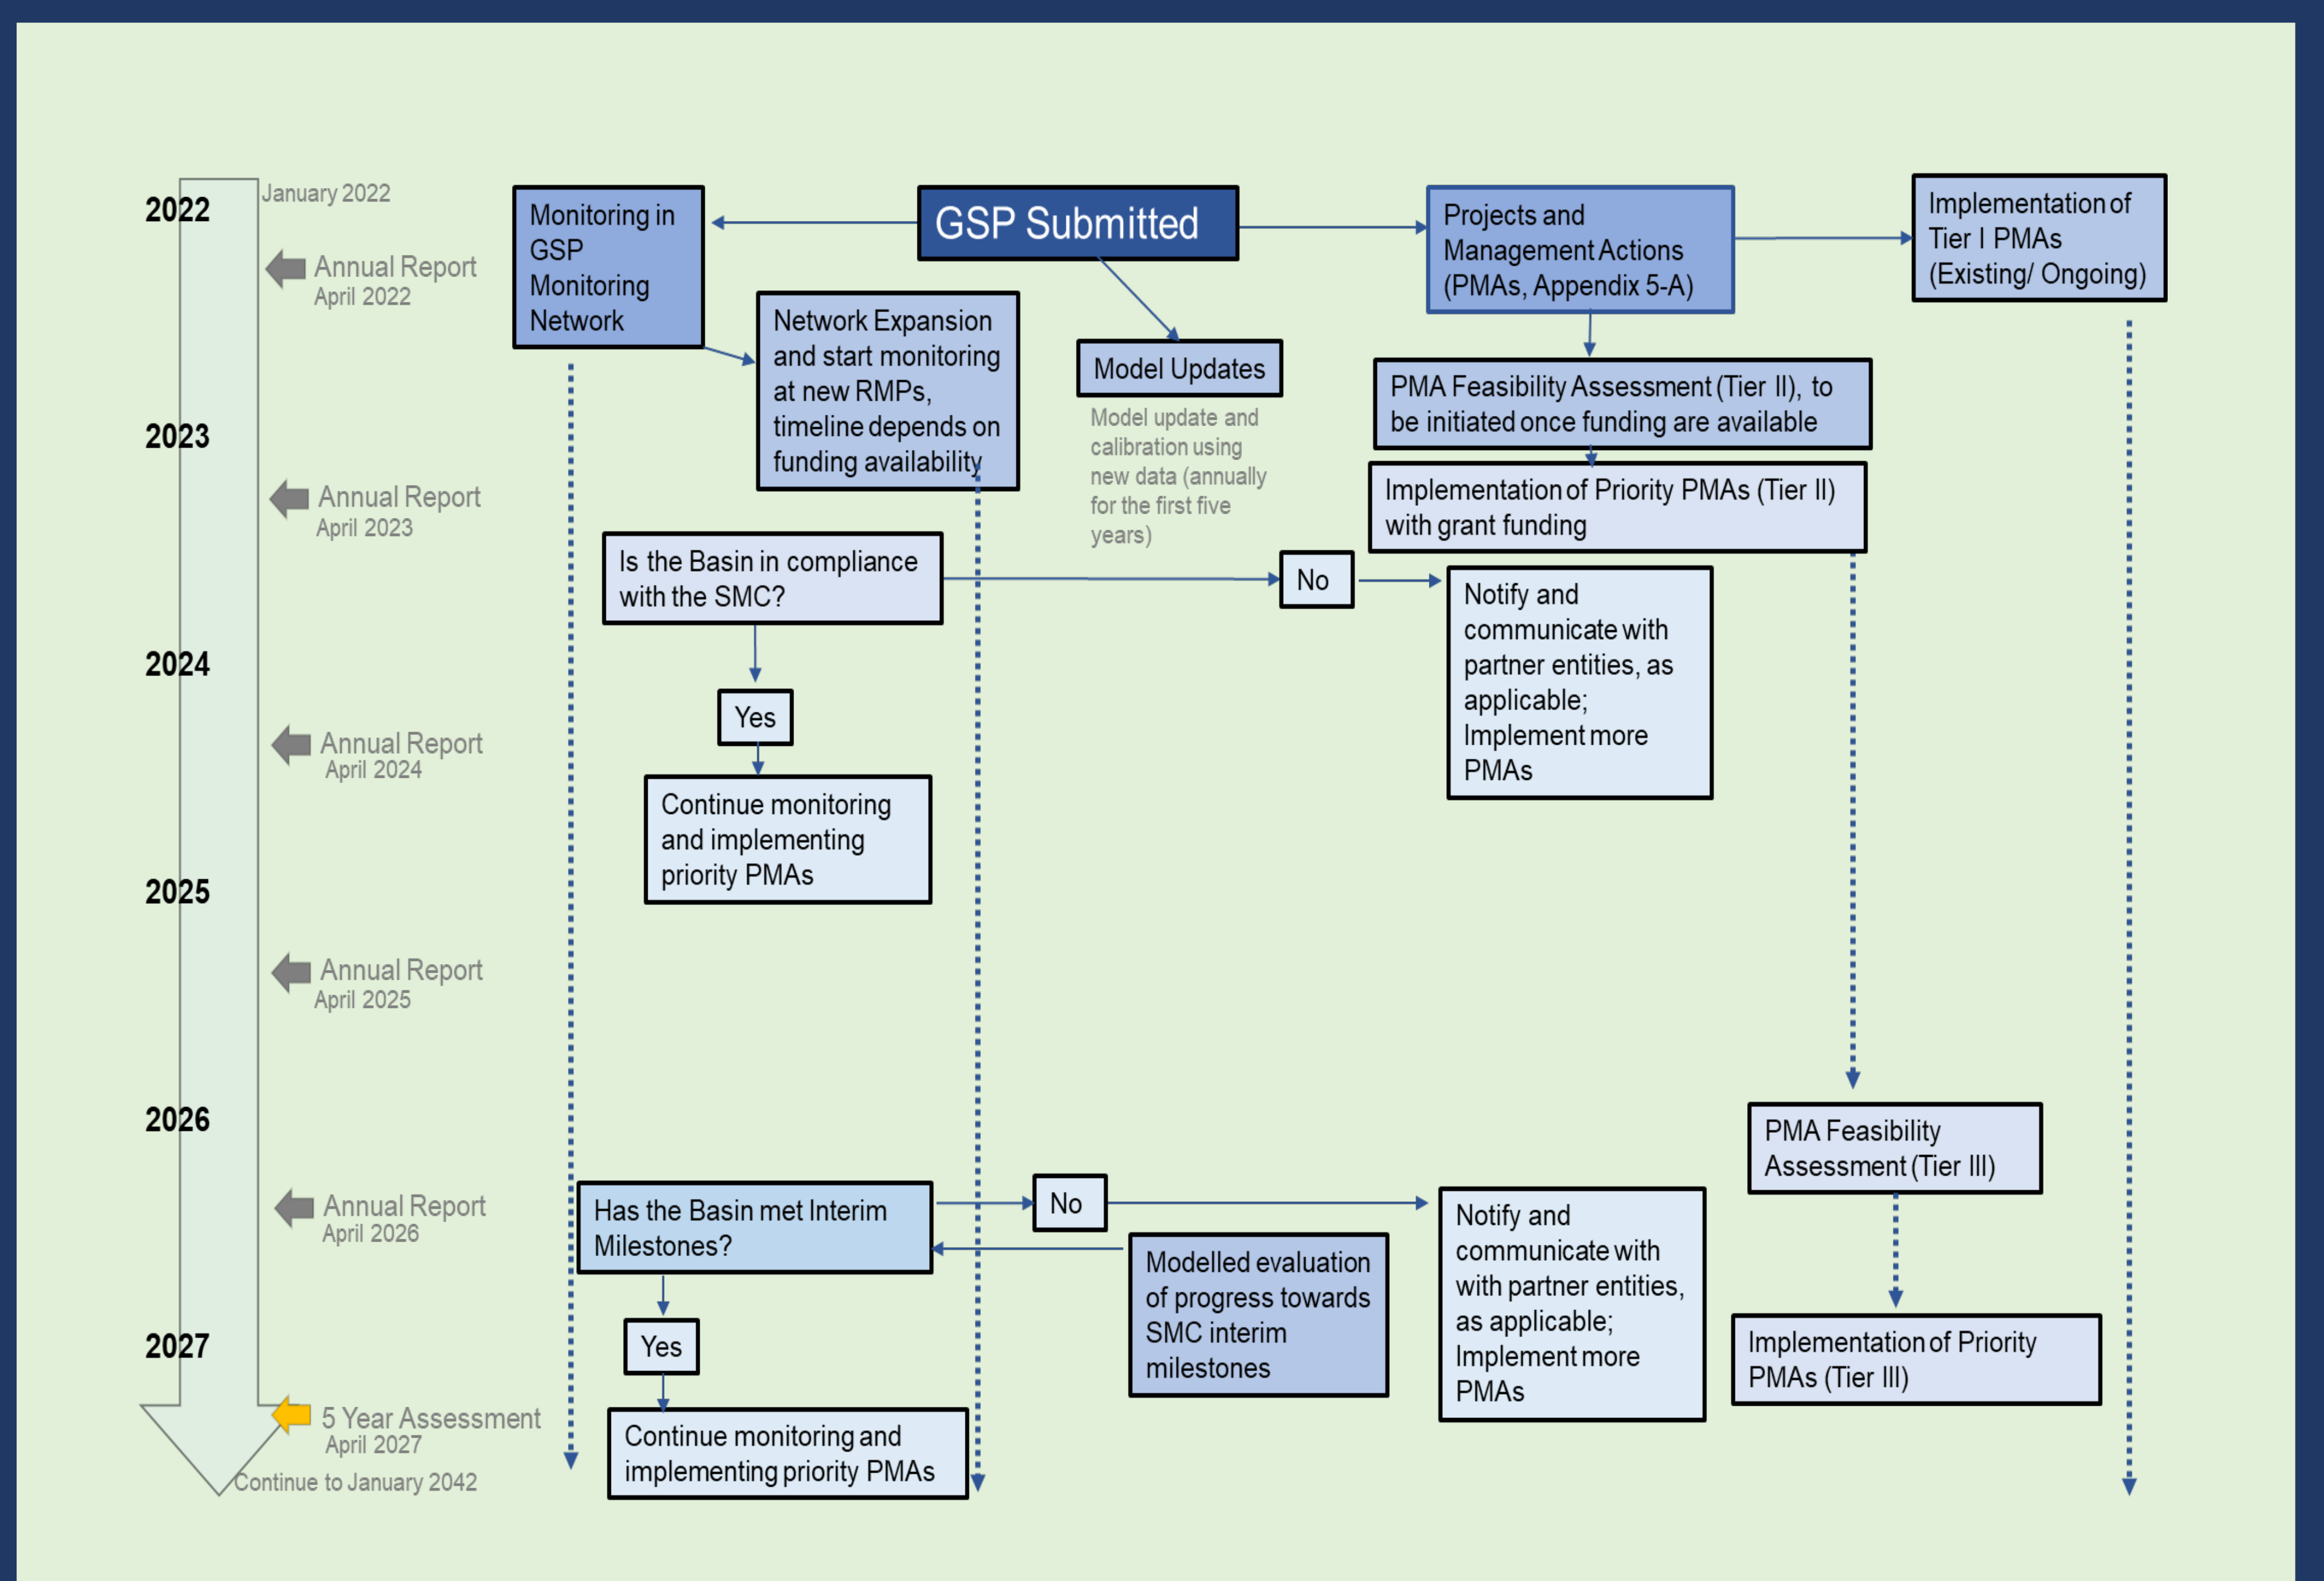 2022
January 2022
Annual Report
April 2022
2023
Annual Report
April 2023
2024
Annual Report
April 2024
2025
Annual Report
April 2025
2026
Annual Report
April 2026
2027
5 Year Assessment
April 2027
Continue to January 2042
Monitoring in
GSP
Monitoring
Network
GSP Submitted
Projects and
Management Actions
(PMAs, Appendix 5-A)
Implementation of
Tier I PMAs
(Existing/ Ongoing)
Network Expansion
and start monitoring
at new RMPs,
timeline depends on
funding availability
Model Updates
Model update and
calibration using
new data (annually
for the first five
years)
PMA Feasibility Assessment (Tier II), to
be initiated once funding are available
Implementation of Priority PMAs (Tier II)
with grant funding
Is the Basin in compliance
with the SMC?
No
Notify and
communicate with
partner entities, as
applicable;
Implement more
PMAs
Yes
Continue monitoring
and implementing
priority PMAs
PMA Feasibility
Assessment (Tier III)
Has the Basin met Interim
Milestones?
No
Modelled evaluation
of progress towards
SMC interim
milestones
Notify and
communicate with
with partner entities,
as applicable;
Implement more
PMAs
Implementation of Priority
PMAs (Tier III)
Yes
Continue monitoring and
implementing priority PMAs